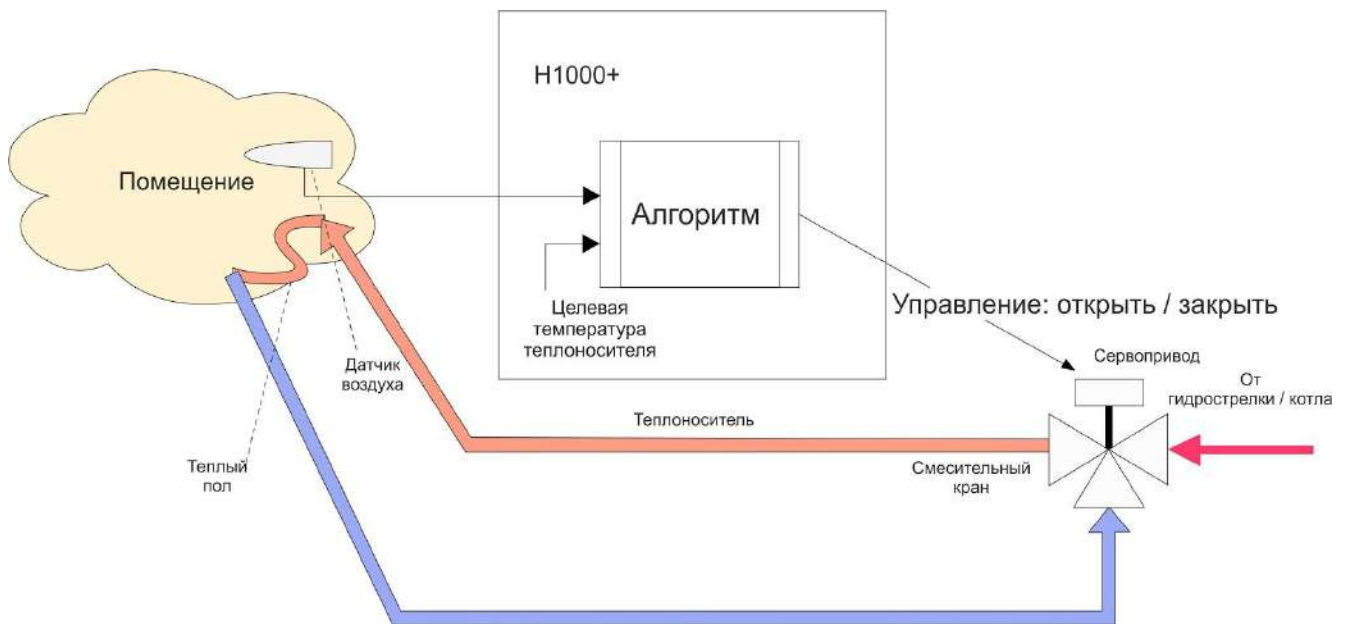 H1000+
Помещение
Алгоритм
Целевая
температура
теплоносителя
Управление: открыть / закрыть
Датчик
воздуха
Сервопривод
От
гидрострелки / котла
Теплоноситель
Теплый
пол
Смесительный
кран